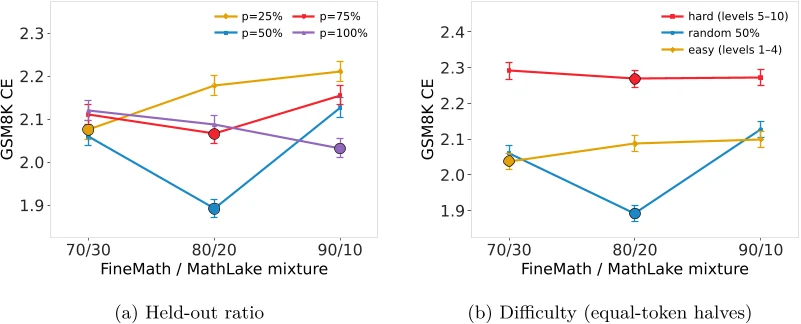 GSM8K CE
2.3
2.2
2.1
2.0
1.9
p=25%
p=50%
p=75%
p=100%
70/30
80/20
90/10
FineMath / MathLake mixture
(a) Held-out ratio
GSM8K CE
2.4
2.3
2.2
2.1
2.0
1.9
hard (levels 5–10)
random 50%
easy (levels 1–4)
70/30
80/20
90/10
FineMath / MathLake mixture
(b) Difficulty (equal-token halves)